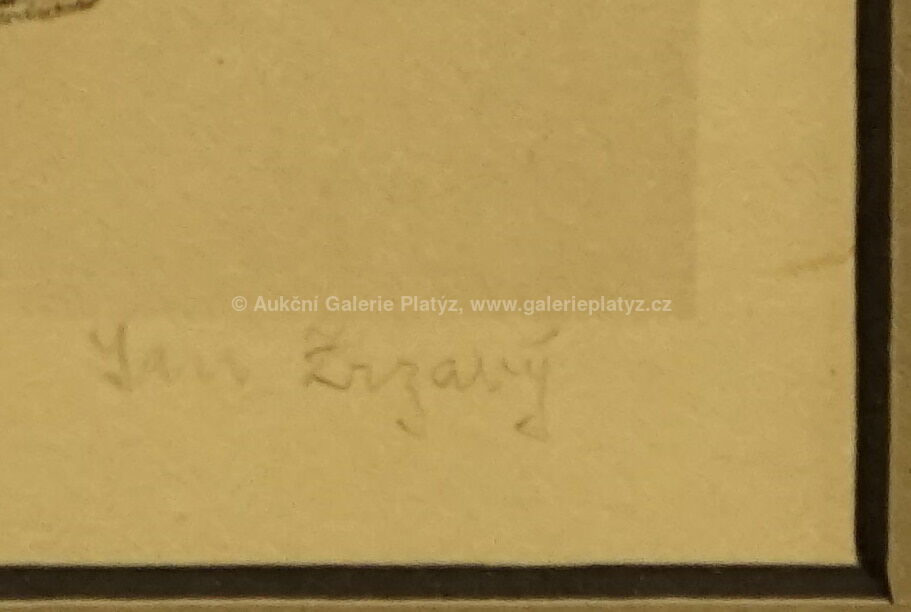 © Aukční Galerie Platýz, www.galerieplatyz.cz
Jan Zrzavý